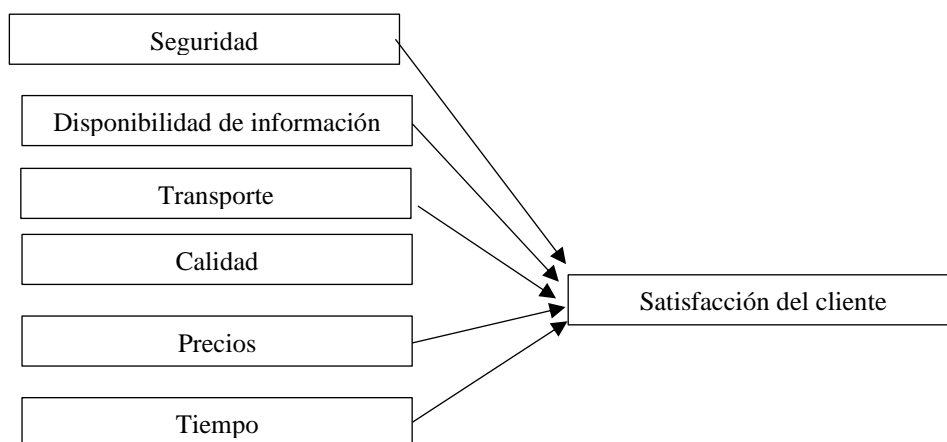 Seguridad
Disponibilidad de información
Transporte
Calidad
Satisfacción del cliente
Precios
Tiempo